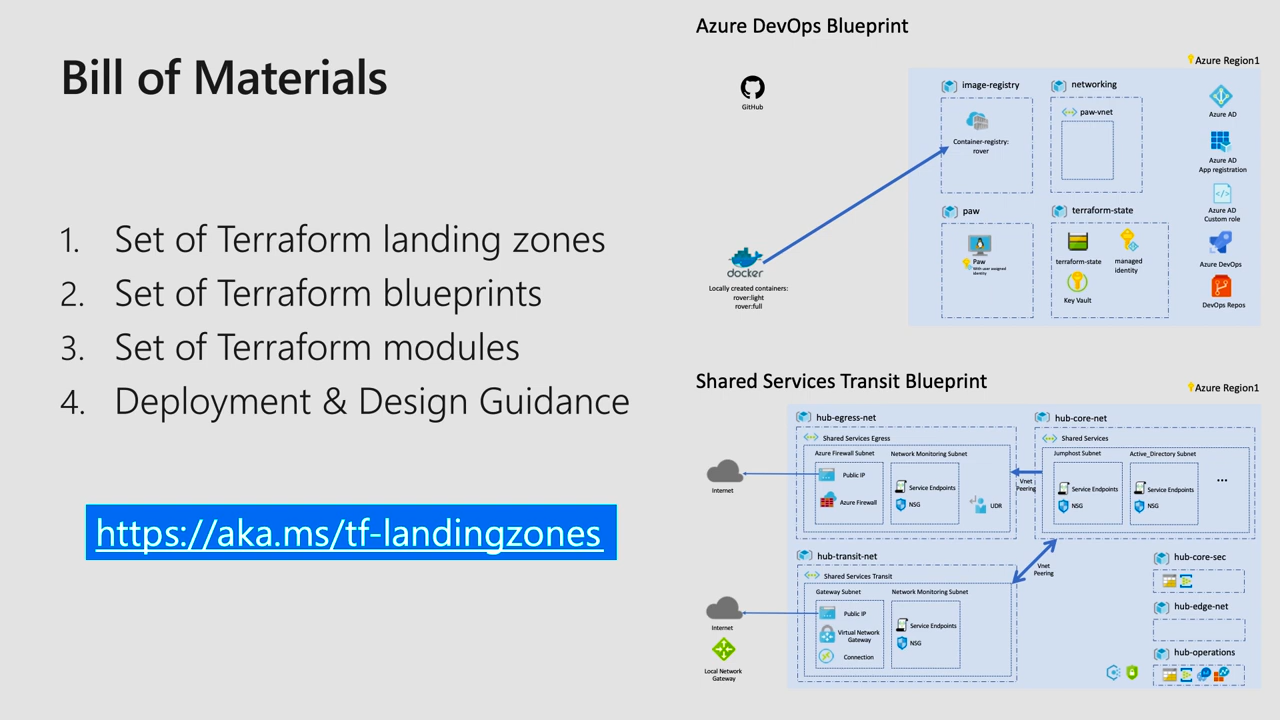 Bill of Materials
1. Set of Terraform landing zones
2. Set of Terraform blueprints
3. Set of Terraform modules
4. Deployment & Design Guidance
https://aka.ms/tf-landingzones
Azure DevOps Blueprint
Azure Region1
GitHub
image-registry
Container-registry:
rover
networking
paw-vnet
Azure AD
Azure AD
App registration
Azure AD
Custom role
Azure DevOps
DevOps Repos
docker
Locally created containers:
rover:light
rover:full
paw
Paw
With user assigned
identity
terraform-state
terraform-state
managed
identity
Key Vault
Shared Services Transit Blueprint
Azure Region1
hub-egress-net
Shared Services Egress
Azure Firewall Subnet
Public IP
Azure Firewall
Network Monitoring Subnet
Service Endpoints
NSG
UDR
Internet
Vnet
Peering
hub-core-net
Shared Services
Jumphost Subnet
Service Endpoints
NSG
Active_Directory Subnet
Service Endpoints
NSG
...
hub-transit-net
Shared Services Transit
Gateway Subnet
Public IP
Virtual Network
Gateway
Connection
Network Monitoring Subnet
Service Endpoints
NSG
Internet
Local Network
Gateway
Vnet
Peering
hub-core-sec
hub-edge-net
hub-operations